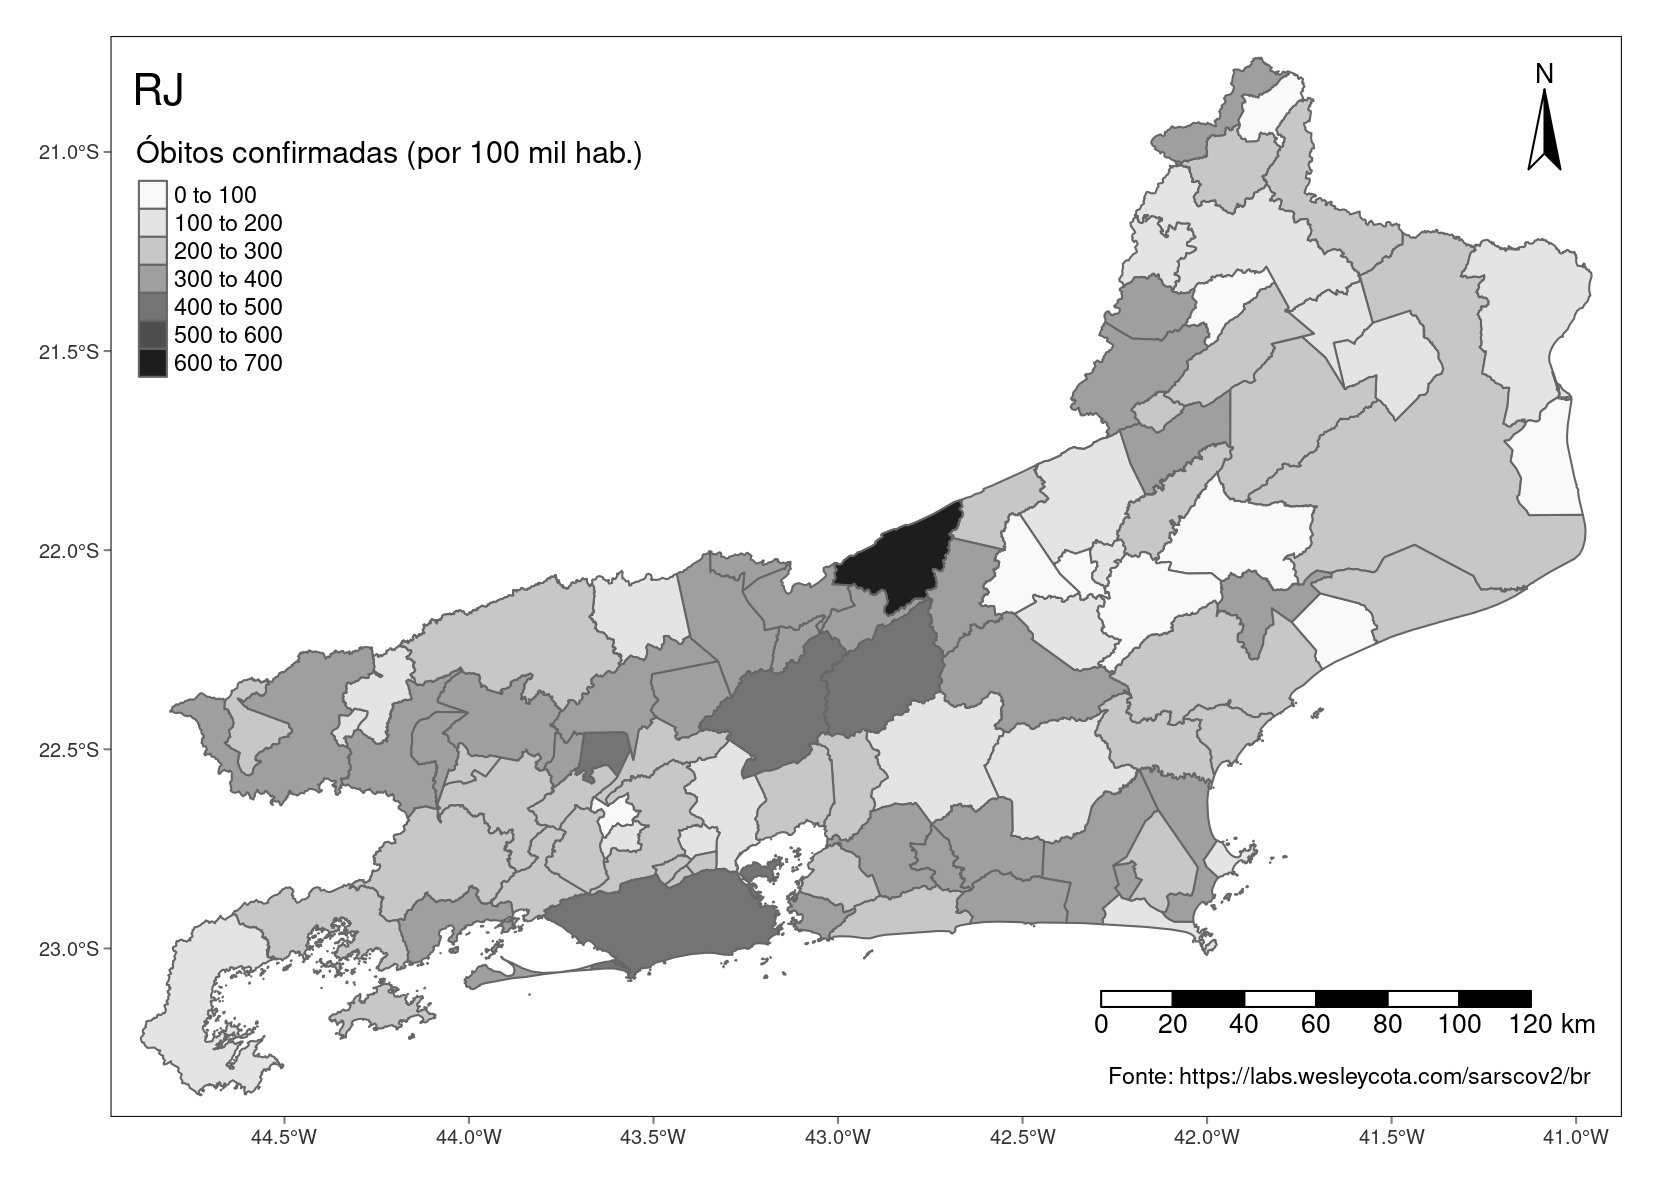 RJ
N
Óbitos confirmadas (por 100 mil hab.)
0 to 100
100 to 200
200 to 300
300 to 400
400 to 500
500 to 600
600 to 700
21.0°S
21.5°S
22.0°S
22.5°S
23.0°S
0 20 40 60 80 100 120 km
Fonte: https://labs.wesleycota.com/sarscov2/br
44.5°W 44.0°W 43.5°W 43.0°W 42.5°W 42.0°W 41.5°W 41.0°W